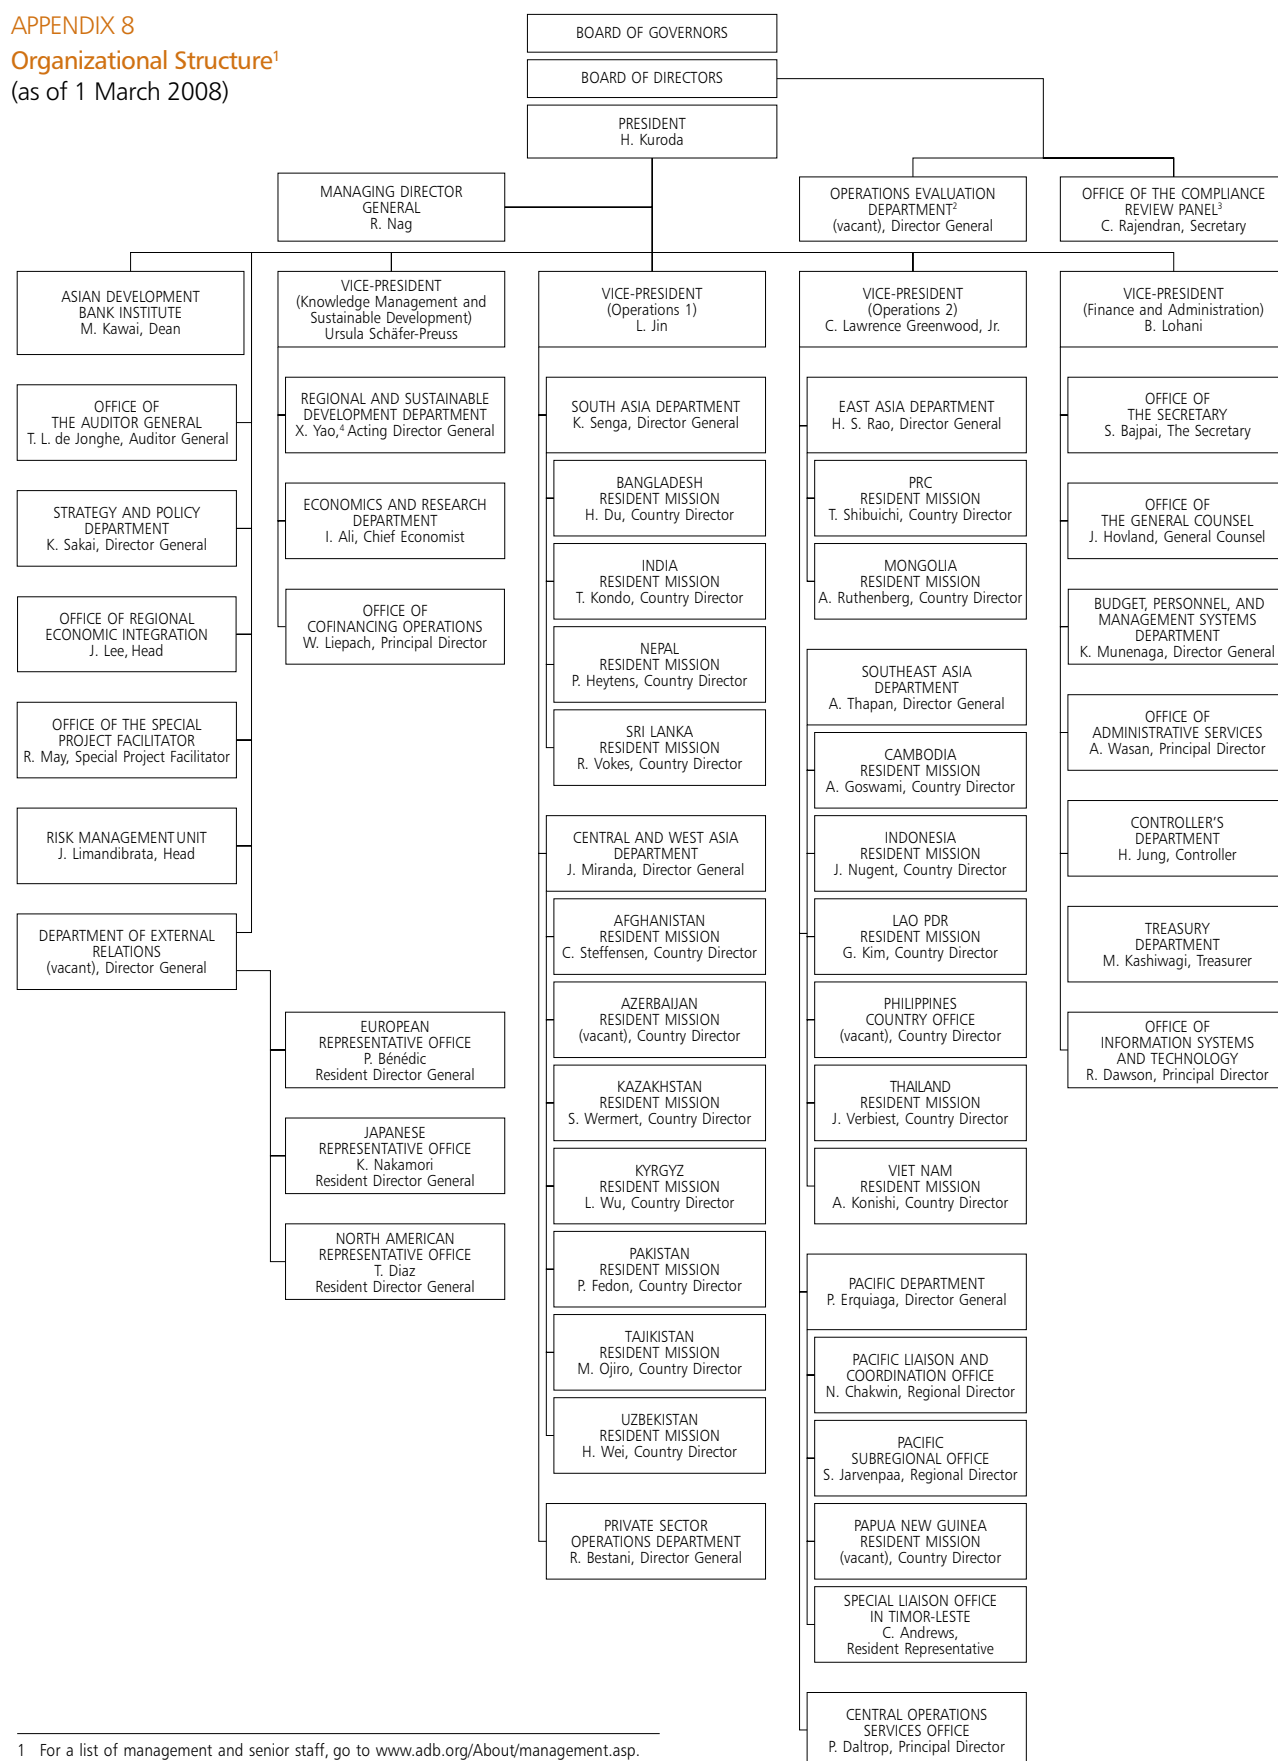 APPENDIX 8
Organizational Structure¹
(as of 1 March 2008)
BOARD OF GOVERNORS
BOARD OF DIRECTORS
PRESIDENT
H. Kuroda
MANAGING DIRECTOR
GENERAL
R. Nag
OPERATIONS EVALUATION
DEPARTMENT²
(vacant), Director General
OFFICE OF THE COMPLIANCE
REVIEW PANEL³
C. Rajendran, Secretary
ASIAN DEVELOPMENT
BANK INSTITUTE
M. Kawai, Dean
OFFICE OF
THE AUDITOR GENERAL
T. L. de Jonghe, Auditor General
STRATEGY AND POLICY
DEPARTMENT
K. Sakai, Director General
OFFICE OF REGIONAL
ECONOMIC INTEGRATION
J. Lee, Head
OFFICE OF THE SPECIAL
PROJECT FACILITATOR
R. May, Special Project Facilitator
RISK MANAGEMENT UNIT
J. Limandibrata, Head
DEPARTMENT OF EXTERNAL
RELATIONS
(vacant), Director General
VICE-PRESIDENT
(Knowledge Management and
Sustainable Development)
Ursula Schäfer-Preuss
REGIONAL AND SUSTAINABLE
DEVELOPMENT DEPARTMENT
X. Yao,⁴ Acting Director General
ECONOMICS AND RESEARCH
DEPARTMENT
I. Ali, Chief Economist
OFFICE OF
COFINANCING OPERATIONS
W. Liepach, Principal Director
EUROPEAN
REPRESENTATIVE OFFICE
P. Bénédic
Resident Director General
JAPANESE
REPRESENTATIVE OFFICE
K. Nakamori
Resident Director General
NORTH AMERICAN
REPRESENTATIVE OFFICE
T. Diaz
Resident Director General
VICE-PRESIDENT
(Operations 1)
L. Jin
SOUTH ASIA DEPARTMENT
K. Senga, Director General
BANGLADESH
RESIDENT MISSION
H. Du, Country Director
INDIA
RESIDENT MISSION
T. Kondo, Country Director
NEPAL
RESIDENT MISSION
P. Heytens, Country Director
SRI LANKA
RESIDENT MISSION
R. Vokes, Country Director
CENTRAL AND WEST ASIA
DEPARTMENT
J. Miranda, Director General
AFGHANISTAN
RESIDENT MISSION
C. Steffensen, Country Director
AZERBAIJAN
RESIDENT MISSION
(vacant), Country Director
KAZAKHSTAN
RESIDENT MISSION
S. Wermert, Country Director
KYRGYZ
RESIDENT MISSION
L. Wu, Country Director
PAKISTAN
RESIDENT MISSION
P. Fedon, Country Director
TAJIKISTAN
RESIDENT MISSION
M. Ojiro, Country Director
UZBEKISTAN
RESIDENT MISSION
H. Wei, Country Director
PRIVATE SECTOR
OPERATIONS DEPARTMENT
R. Bestani, Director General
VICE-PRESIDENT
(Operations 2)
C. Lawrence Greenwood, Jr.
EAST ASIA DEPARTMENT
H. S. Rao, Director General
PRC
RESIDENT MISSION
T. Shibuichi, Country Director
MONGOLIA
RESIDENT MISSION
A. Ruthenberg, Country Director
SOUTHEAST ASIA
DEPARTMENT
A. Thapan, Director General
CAMBODIA
RESIDENT MISSION
A. Goswami, Country Director
INDONESIA
RESIDENT MISSION
J. Nugent, Country Director
LAO PDR
RESIDENT MISSION
G. Kim, Country Director
PHILIPPINES
COUNTRY OFFICE
(vacant), Country Director
THAILAND
RESIDENT MISSION
J. Verbiest, Country Director
VIET NAM
RESIDENT MISSION
A. Konishi, Country Director
PACIFIC DEPARTMENT
P. Erquiaga, Director General
PACIFIC LIAISON AND
COORDINATION OFFICE
N. Chakwin, Regional Director
PACIFIC
SUBREGIONAL OFFICE
S. Jarvenpaa, Regional Director
PAPUA NEW GUINEA
RESIDENT MISSION
(vacant), Country Director
SPECIAL LIAISON OFFICE
IN TIMOR-LESTE
C. Andrews,
Resident Representative
CENTRAL OPERATIONS
SERVICES OFFICE
P. Daltrop, Principal Director
VICE-PRESIDENT
(Finance and Administration)
B. Lohani
OFFICE OF
THE SECRETARY
S. Bajpai, The Secretary
OFFICE OF
THE GENERAL COUNSEL
J. Hovland, General Counsel
BUDGET, PERSONNEL, AND
MANAGEMENT SYSTEMS
DEPARTMENT
K. Munenaga, Director General
OFFICE OF
ADMINISTRATIVE SERVICES
A. Wasan, Principal Director
CONTROLLER'S
DEPARTMENT
H. Jung, Controller
TREASURY
DEPARTMENT
M. Kashiwagi, Treasurer
OFFICE OF
INFORMATION SYSTEMS
AND TECHNOLOGY
R. Dawson, Principal Director
1 For a list of management and senior staff, go to www.adb.org/About/management.asp.